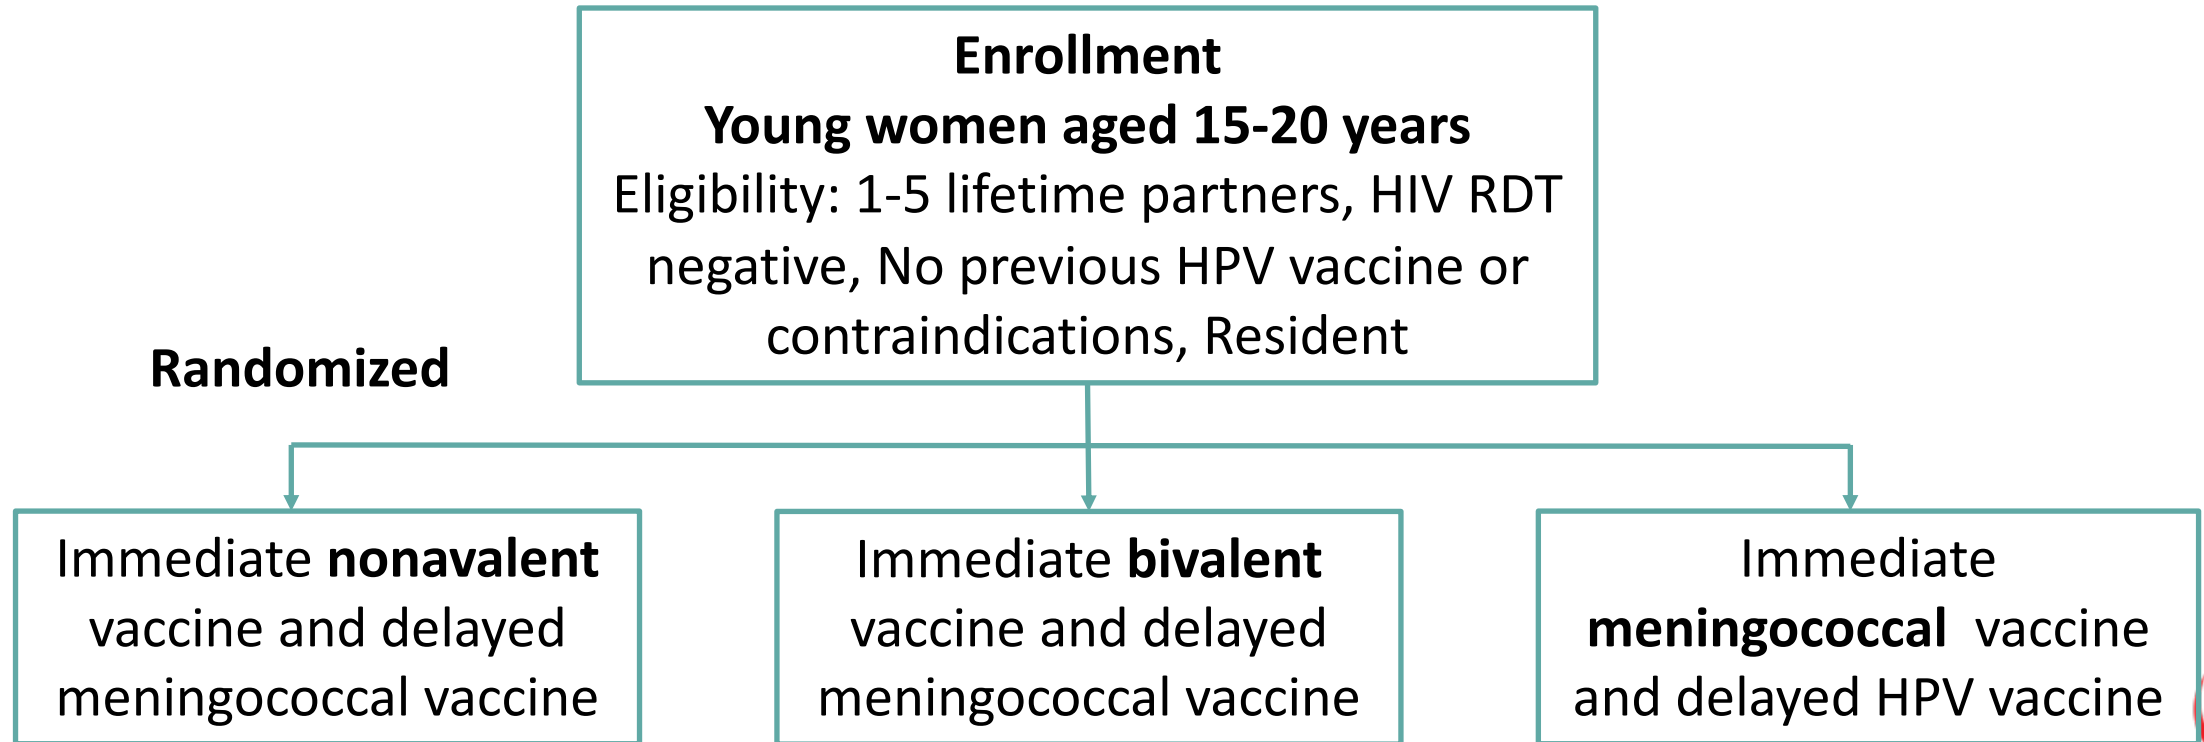 Enrollment
Young women aged 15-20 years
Eligibility: 1-5 lifetime partners, HIV RDT
negative, No previous HPV vaccine or
contraindications, Resident
Randomized
Immediate nonavalent
vaccine and delayed
meningococcal vaccine
Immediate bivalent
vaccine and delayed
meningococcal vaccine
Immediate
meningococcal vaccine
and delayed HPV vaccine